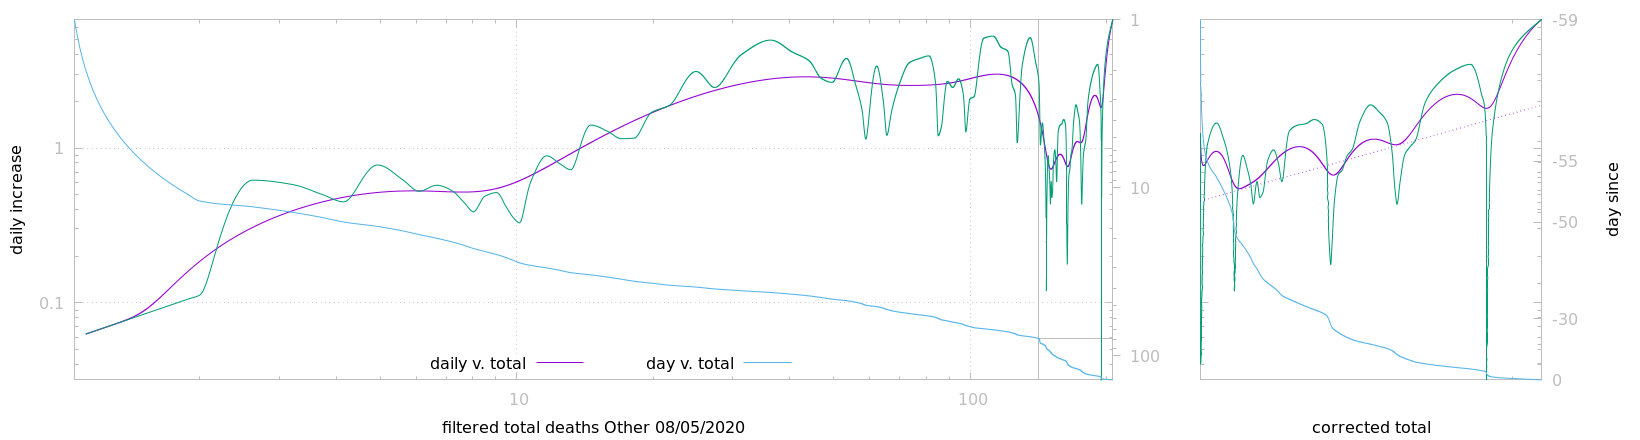 1
-59
daily increase
1
-55
day since
10
-50
0.1
-30
daily v. total
day v. total
100
0
10
100
filtered total deaths Other 08/05/2020
corrected total